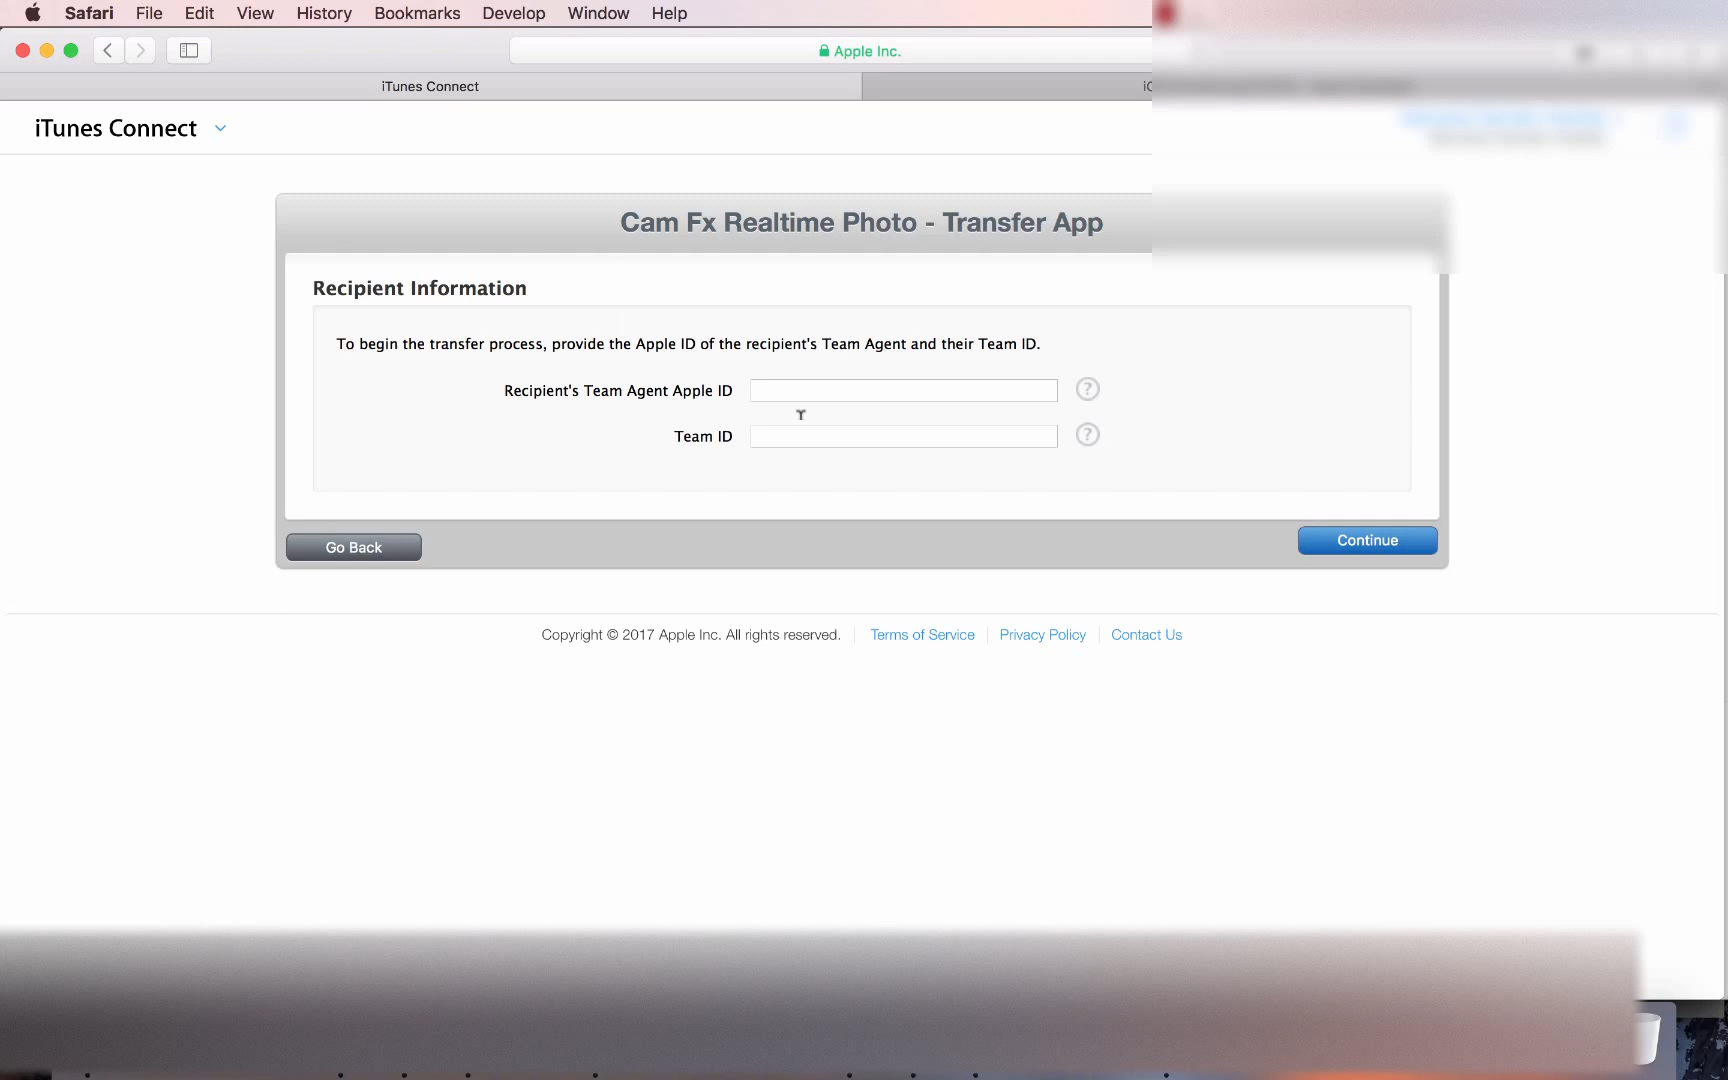 Safari File Edit View History Bookmarks Develop Window Help
Apple Inc.
iTunes Connect
iTunes Connect
Cam Fx Realtime Photo - Transfer App
Recipient Information
To begin the transfer process, provide the Apple ID of the recipient's Team Agent and their Team ID.
Recipient's Team Agent Apple ID ?
Team ID ?
Go Back Continue
Copyright © 2017 Apple Inc. All rights reserved. Terms of Service Privacy Policy Contact Us